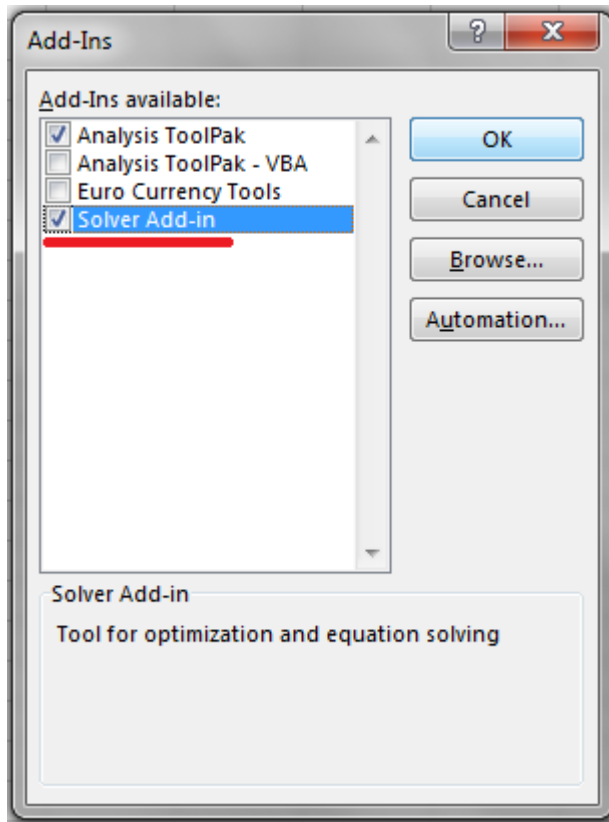 Add-Ins
Add-Ins available:
Analysis ToolPak
Analysis ToolPak - VBA
Euro Currency Tools
Solver Add-in
OK
Cancel
Browse...
Automation...
Solver Add-in
Tool for optimization and equation solving